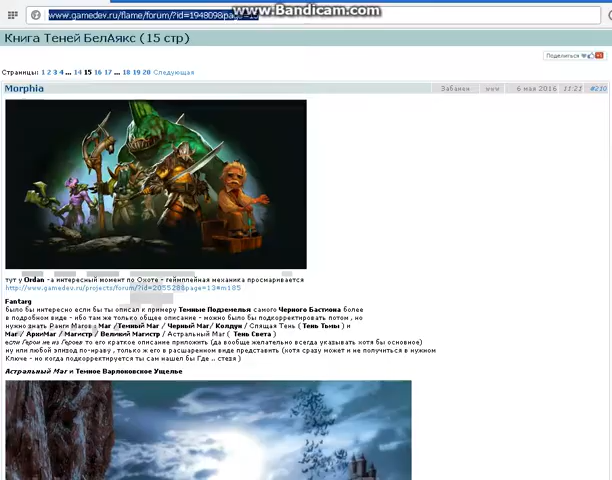 www.gamedev.ru/flame/forum/?id=194809&page=15
www.Bandicam.com
Книга Теней БелАякс (15 стр)
Поделиться
Страницы: 1 2 3 4 ... 14 15 16 17 ... 18 19 20 Следующая
Morphia
Забанен www 6 мая 2016 11:21 #210
тут у Ordan -а интересный момент по Охоте - геймплейная механика просмаривается
http://www.gamedev.ru/projects/forum/?id=205528&page=13#m185
Fantarg
было бы интересно если бы ты описал к примеру Темные Подземелья самого Черного Бастиона более
в подробном виде - ибо там же только общее описание - можно было бы подкорректировать потом , но
нужно знать Ранги Магов : Маг /Темный Маг / Черный Маг/ Колдун / Спящая Тень ( Тень Тьмы ) и
Маг / АрхиМаг / Магистр / Великий Магистр / Астральный Маг ( Тень Света )
если Герои не из Героев то его краткое описание приложить (да вообще желательно всегда указывать хотя бы основное)
ну или любой эпизод по-нраву , только ж его в расшаренном виде представить (хотя сразу может и не получиться в нужном
Ключе - но когда подкорректируется ты сам нашел бы Где .. стезя )
Астральный Маг и Темное Варлоковское Ущелье